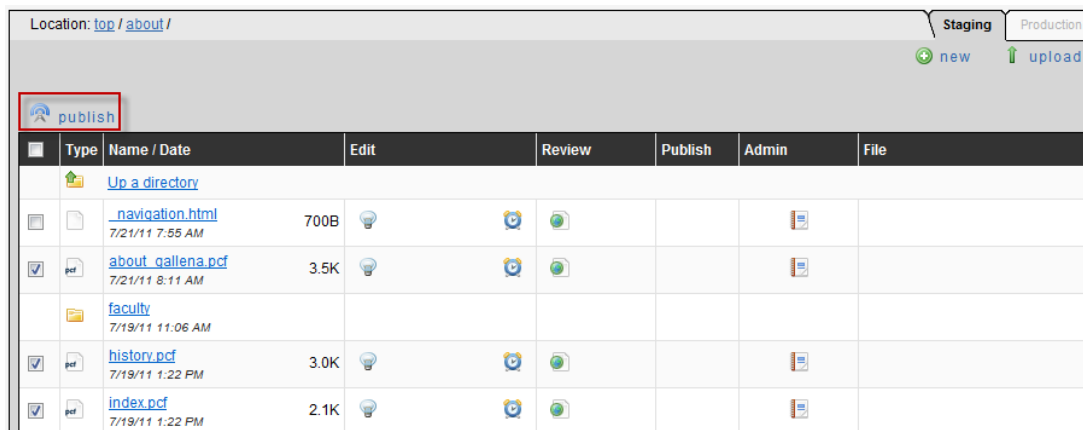 Location: top / about /
Staging
Production
new
upload
publish
Type Name / Date Edit Review Publish Admin File
Up a directory
_navigation.html 700B
7/21/11 7:55 AM
pcf about_gallena.pcf 3.5K
7/21/11 8:11 AM
faculty
7/19/11 11:06 AM
pcf history.pcf 3.0K
7/19/11 1:22 PM
pcf index.pcf 2.1K
7/19/11 1:22 PM